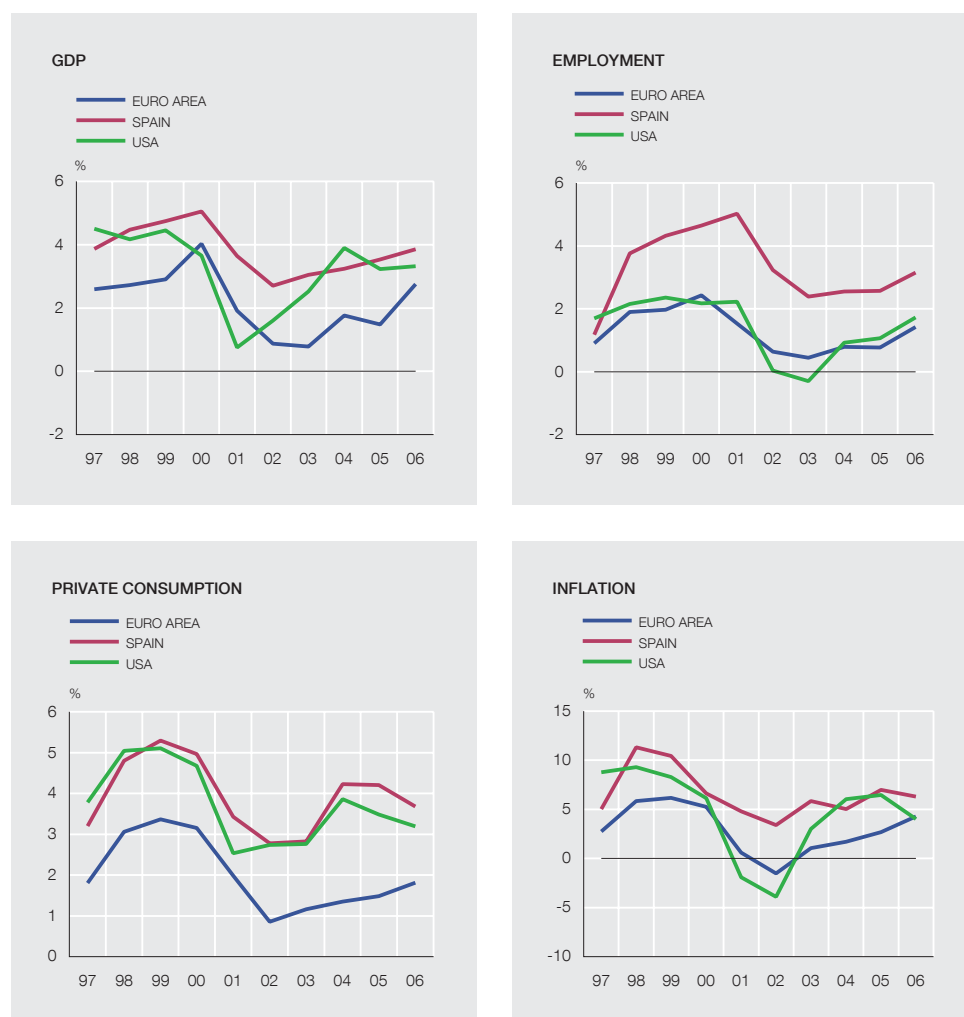 GDP
EURO AREA
SPAIN
USA
%
6
4
2
0
-2
97 98 99 00 01 02 03 04 05 06
EMPLOYMENT
EURO AREA
SPAIN
USA
%
6
4
2
0
-2
97 98 99 00 01 02 03 04 05 06
PRIVATE CONSUMPTION
EURO AREA
SPAIN
USA
%
6
5
4
3
2
1
0
97 98 99 00 01 02 03 04 05 06
INFLATION
EURO AREA
SPAIN
USA
%
15
10
5
0
-5
-10
97 98 99 00 01 02 03 04 05 06